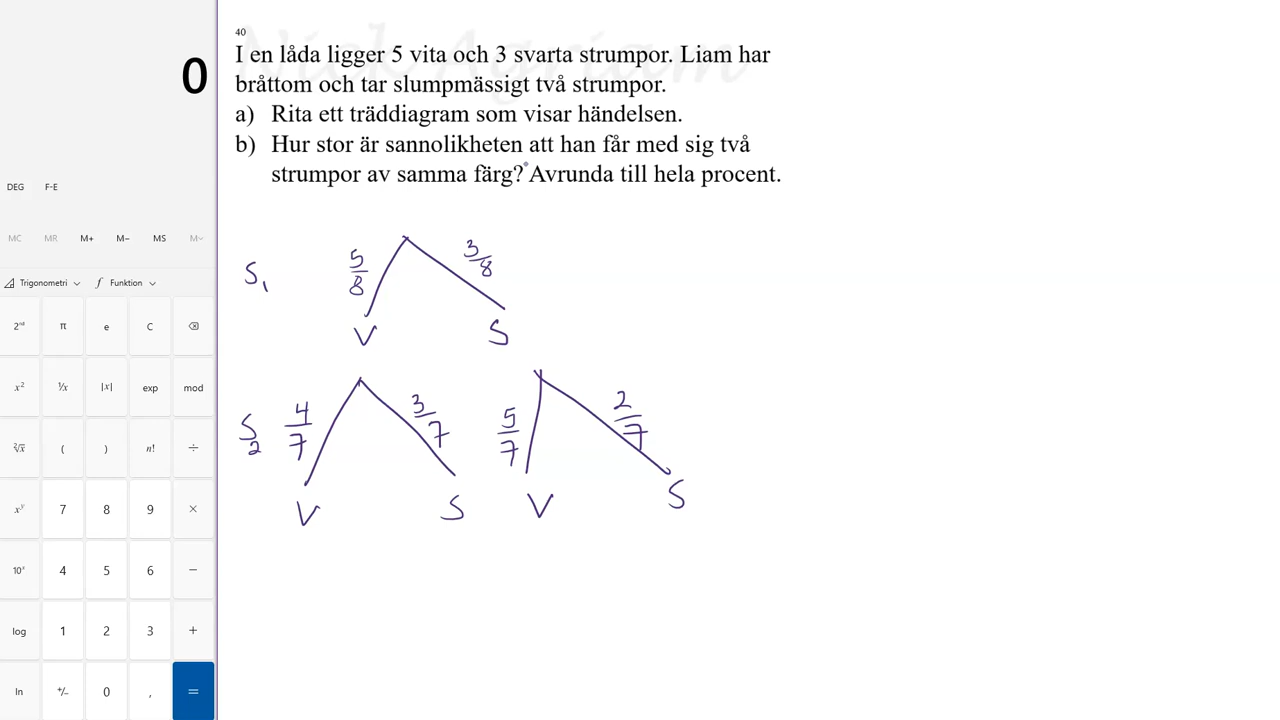 40
I en låda ligger 5 vita och 3 svarta strumpor. Liam har
bråttom och tar slumpmässigt två strumpor.
a) Rita ett träddiagram som visar händelsen.
b) Hur stor är sannolikheten att han får med sig två
strumpor av samma färg? Avrunda till hela procent.
0
DEG F-E
MC MR M+ M− MS M˅
Trigonometri f Funktion
2ⁿᵈ π e C
x² ¹/x |x| exp mod
²√x ( ) n! ÷
xʸ 7 8 9 ×
10ˣ 4 5 6 −
log 1 2 3 +
ln +/− 0 , =
S₁ 5/8 3/8
V S
S₂ 4/7 3/7 5/7 2/7
V S V S